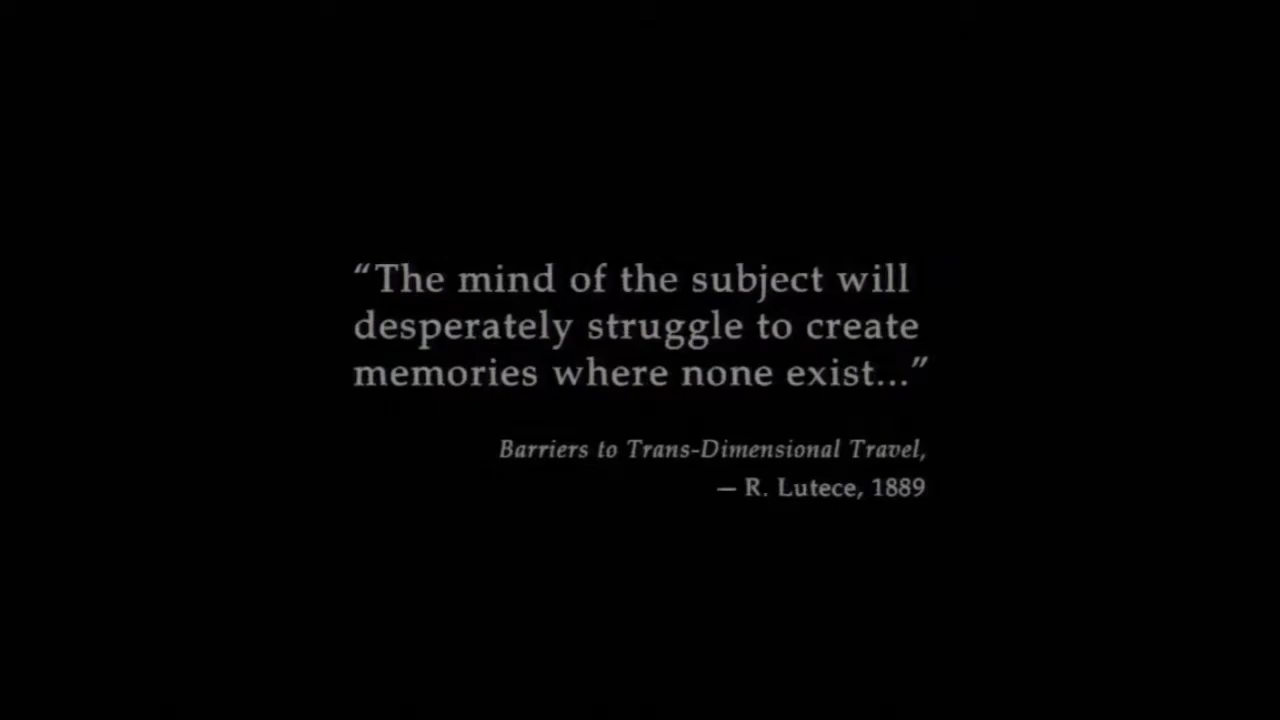 “The mind of the subject will
desperately struggle to create
memories where none exist...”
Barriers to Trans-Dimensional Travel,
— R. Lutece, 1889